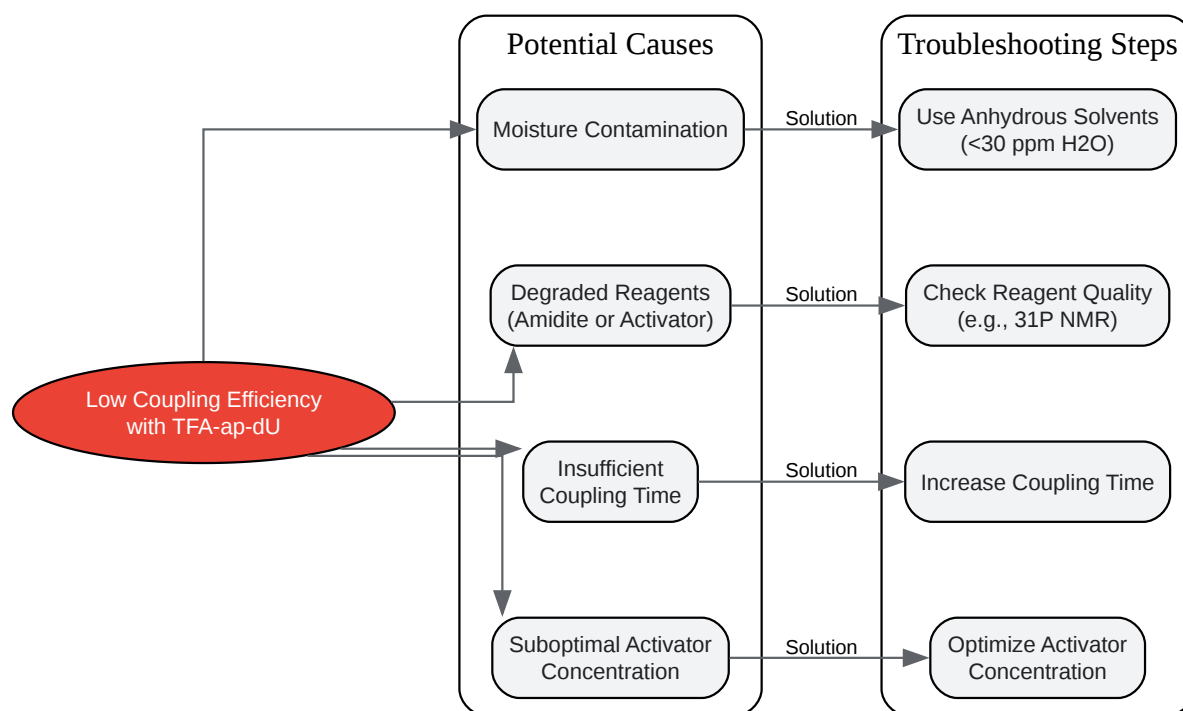 Potential Causes
Troubleshooting Steps
Moisture Contamination
Solution
Use Anhydrous Solvents
(<30 ppm H2O)
Degraded Reagents
(Amidite or Activator)
Solution
Check Reagent Quality
(e.g., 31P NMR)
Low Coupling Efficiency
with TFA-ap-dU
Insufficient
Coupling Time
Solution
Increase Coupling Time
Suboptimal Activator
Concentration
Solution
Optimize Activator
Concentration